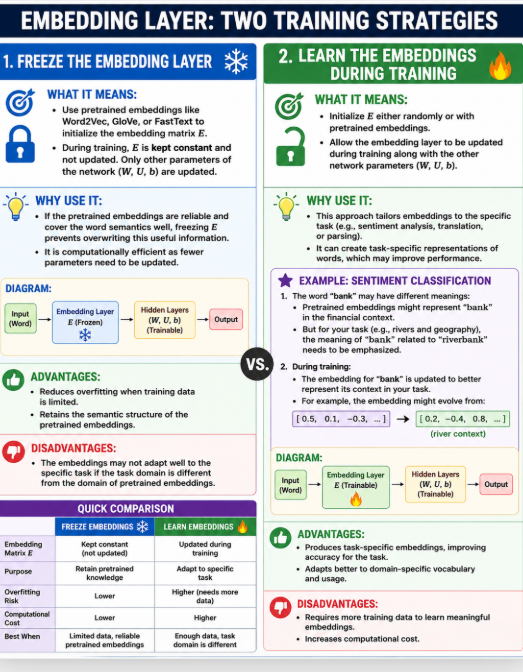 EMBEDDING LAYER: TWO TRAINING STRATEGIES
1. FREEZE THE EMBEDDING LAYER
WHAT IT MEANS:
• Use pretrained embeddings like
Word2Vec, GloVe, or FastText to
initialize the embedding matrix E.
• During training, E is kept constant
and not updated. Only other parameters
of the network (W, U, b) are updated.
WHY USE IT:
• If the pretrained embeddings are reliable and
cover the word semantics well, freezing E
prevents overwriting this useful information.
• It is computationally efficient as fewer
parameters need to be updated.
DIAGRAM:
Input
(Word)
Embedding Layer
E (Frozen)
Hidden Layers
(W, U, b)
(Trainable)
Output
ADVANTAGES:
• Reduces overfitting when training data
is limited.
• Retains the semantic structure of the
pretrained embeddings.
DISADVANTAGES:
• The embeddings may not adapt well to the
specific task if the task domain is different
from the domain of pretrained embeddings.
QUICK COMPARISON
FREEZE EMBEDDINGS LEARN EMBEDDINGS
Embedding
Matrix E
Kept constant
(not updated)
Updated during
training
Purpose
Retain pretrained
knowledge
Adapt to specific
task
Overfitting
Risk
Lower
Higher (needs more
data)
Computational
Cost
Lower
Higher
Best When
Limited data, reliable
pretrained embeddings
Enough data, task
domain is different
VS.
2. LEARN THE EMBEDDINGS
DURING TRAINING
WHAT IT MEANS:
• Initialize E either randomly or with
pretrained embeddings.
• Allow the embedding layer to be updated
during training along with the other
network parameters (W, U, b).
WHY USE IT:
• This approach tailors embeddings to the specific
task (e.g., sentiment analysis, translation,
or parsing).
• It can create task-specific representations of
words, which may improve performance.
EXAMPLE: SENTIMENT CLASSIFICATION
1. The word "bank" may have different meanings:
• Pretrained embeddings might represent "bank"
in the financial context.
• But for your task (e.g., rivers and geography),
the meaning of "bank" related to "riverbank"
needs to be emphasized.
2. During training:
• The embedding for "bank" is updated to better
represent its context in your task.
• For example, the embedding might evolve from:
[ 0.5, 0.1, −0.3, ... ] → [ 0.2, −0.4, 0.8, ... ]
(river context)
DIAGRAM:
Input
(Word)
Embedding Layer
E (Trainable)
Hidden Layers
(W, U, b)
(Trainable)
Output
ADVANTAGES:
• Produces task-specific embeddings, improving
accuracy for the task.
• Adapts better to domain-specific vocabulary
and usage.
DISADVANTAGES:
• Requires more training data to learn meaningful
embeddings.
• Increases computational cost.